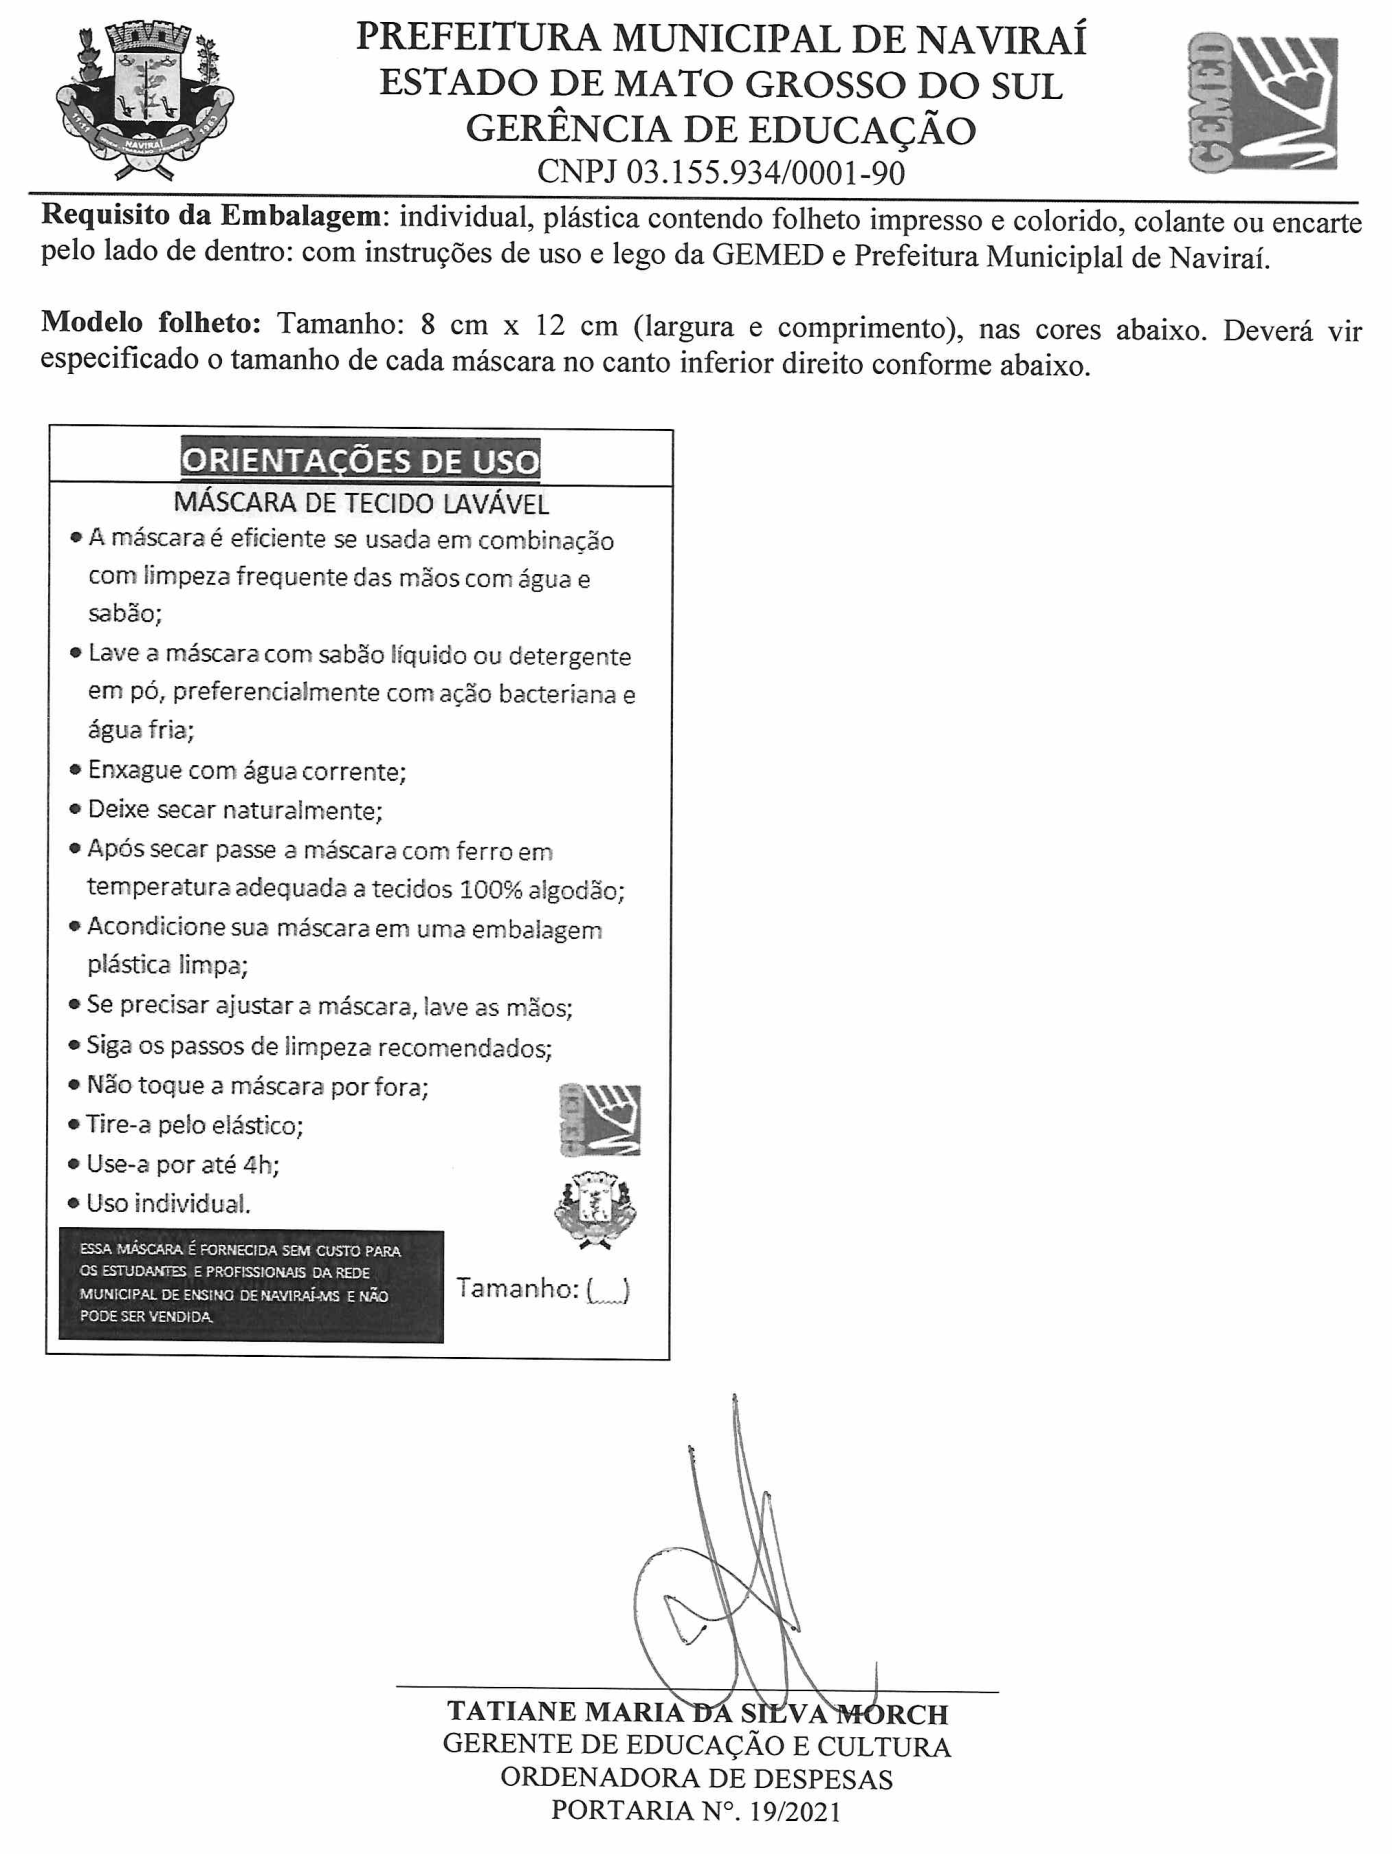 PREFEITURA MUNICIPAL DE NAVIRAÍ
ESTADO DE MATO GROSSO DO SUL
GERÊNCIA DE EDUCAÇÃO
CNPJ 03.155.934/0001-90
NAVIRAÍ
GEMED
Requisito da Embalagem: individual, plástica contendo folheto impresso e colorido, colante ou encarte
pelo lado de dentro: com instruções de uso e lego da GEMED e Prefeitura Municiplal de Naviraí.
Modelo folheto: Tamanho: 8 cm x 12 cm (largura e comprimento), nas cores abaixo. Deverá vir
especificado o tamanho de cada máscara no canto inferior direito conforme abaixo.
ORIENTAÇÕES DE USO
MÁSCARA DE TECIDO LAVÁVEL
• A máscara é eficiente se usada em combinação
com limpeza frequente das mãos com água e
sabão;
• Lave a máscara com sabão líquido ou detergente
em pó, preferencialmente com ação bacteriana e
água fria;
• Enxague com água corrente;
• Deixe secar naturalmente;
• Após secar passe a máscara com ferro em
temperatura adequada a tecidos 100% algodão;
• Acondicione sua máscara em uma embalagem
plástica limpa;
• Se precisar ajustar a máscara, lave as mãos;
• Siga os passos de limpeza recomendados;
• Não toque a máscara por fora;
• Tire-a pelo elástico;
• Use-a por até 4h;
• Uso individual.
GEMED
ESSA MÁSCARA É FORNECIDA SEM CUSTO PARA
OS ESTUDANTES E PROFISSIONAIS DA REDE
MUNICIPAL DE ENSINO DE NAVIRAÍ-MS E NÃO
PODE SER VENDIDA.
Tamanho: (__)
TATIANE MARIA DA SILVA MORCH
GERENTE DE EDUCAÇÃO E CULTURA
ORDENADORA DE DESPESAS
PORTARIA N°. 19/2021